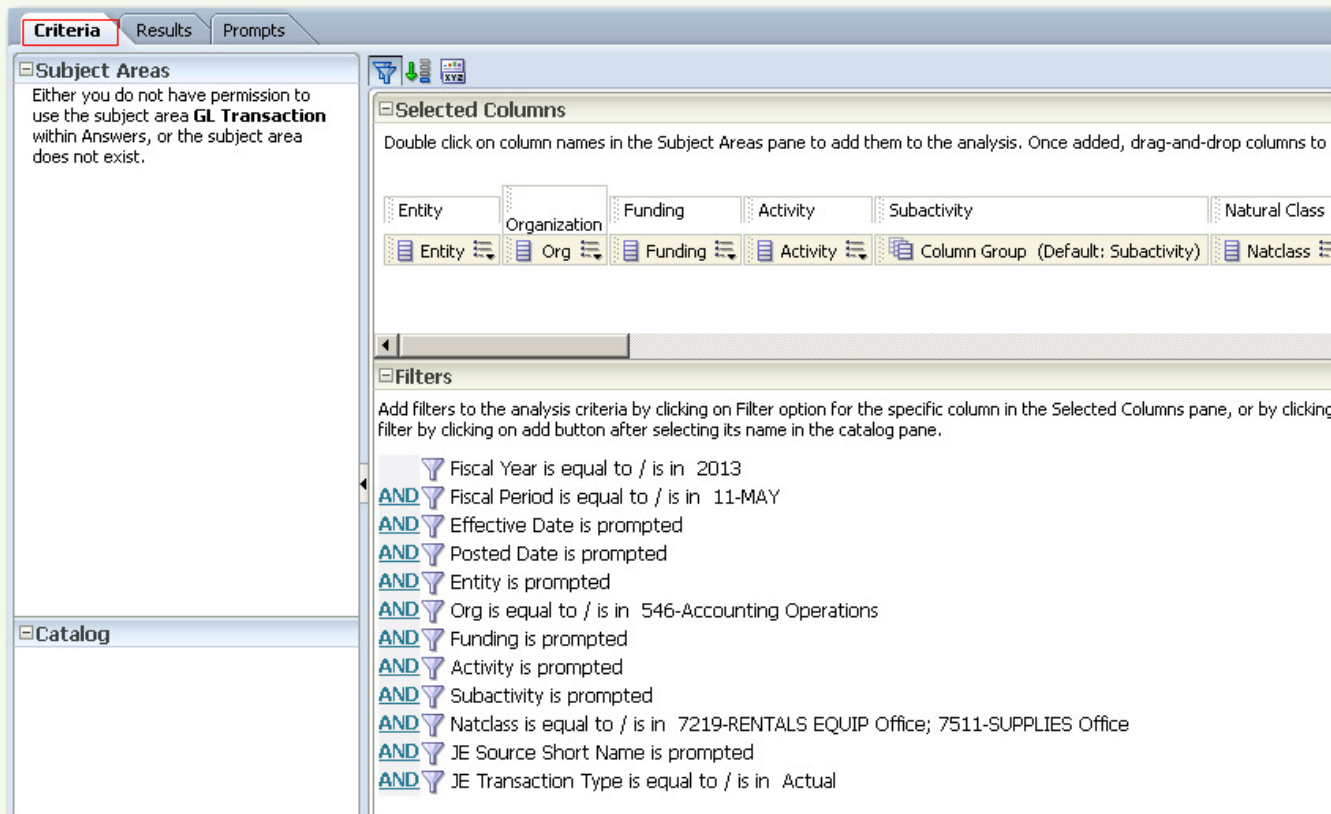 Criteria Results Prompts
Subject Areas
Either you do not have permission to
use the subject area GL Transaction
within Answers, or the subject area
does not exist.
Catalog
XYZ
Selected Columns
Double click on column names in the Subject Areas pane to add them to the analysis. Once added, drag-and-drop columns to
Entity Organization Funding Activity Subactivity Natural Class
Entity Org Funding Activity Column Group (Default: Subactivity) Natclass
Filters
Add filters to the analysis criteria by clicking on Filter option for the specific column in the Selected Columns pane, or by clicking
filter by clicking on add button after selecting its name in the catalog pane.
Fiscal Year is equal to / is in 2013
AND Fiscal Period is equal to / is in 11-MAY
AND Effective Date is prompted
AND Posted Date is prompted
AND Entity is prompted
AND Org is equal to / is in 546-Accounting Operations
AND Funding is prompted
AND Activity is prompted
AND Subactivity is prompted
AND Natclass is equal to / is in 7219-RENTALS EQUIP Office; 7511-SUPPLIES Office
AND JE Source Short Name is prompted
AND JE Transaction Type is equal to / is in Actual